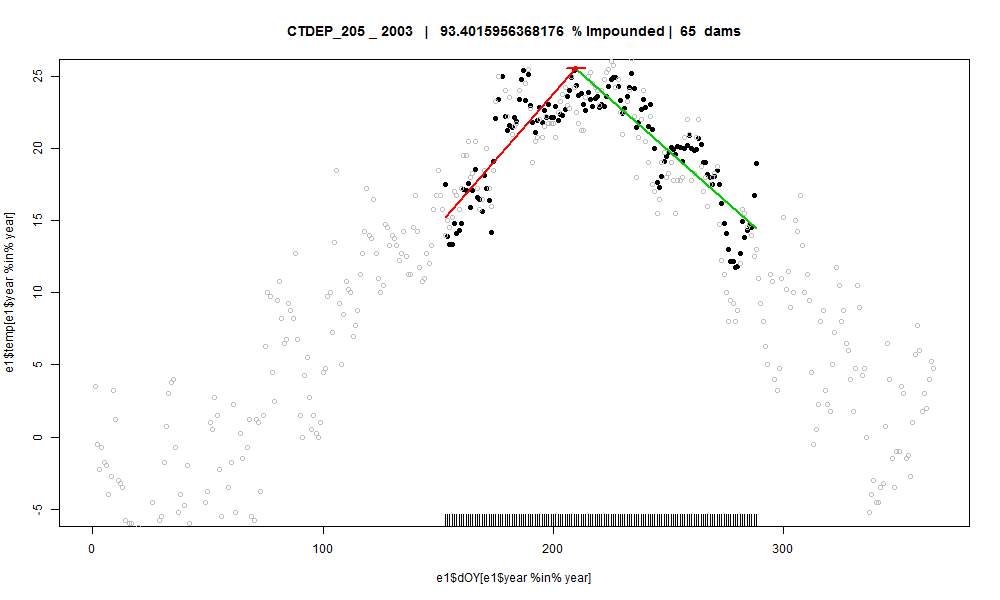 CTDEP_205 _ 2003 | 93.4015956368176 % Impounded | 65 dams
25
20
15
10
5
0
-5
e1$temp[e1$year %in% year]
0 100 200 300
e1$dOY[e1$year %in% year]